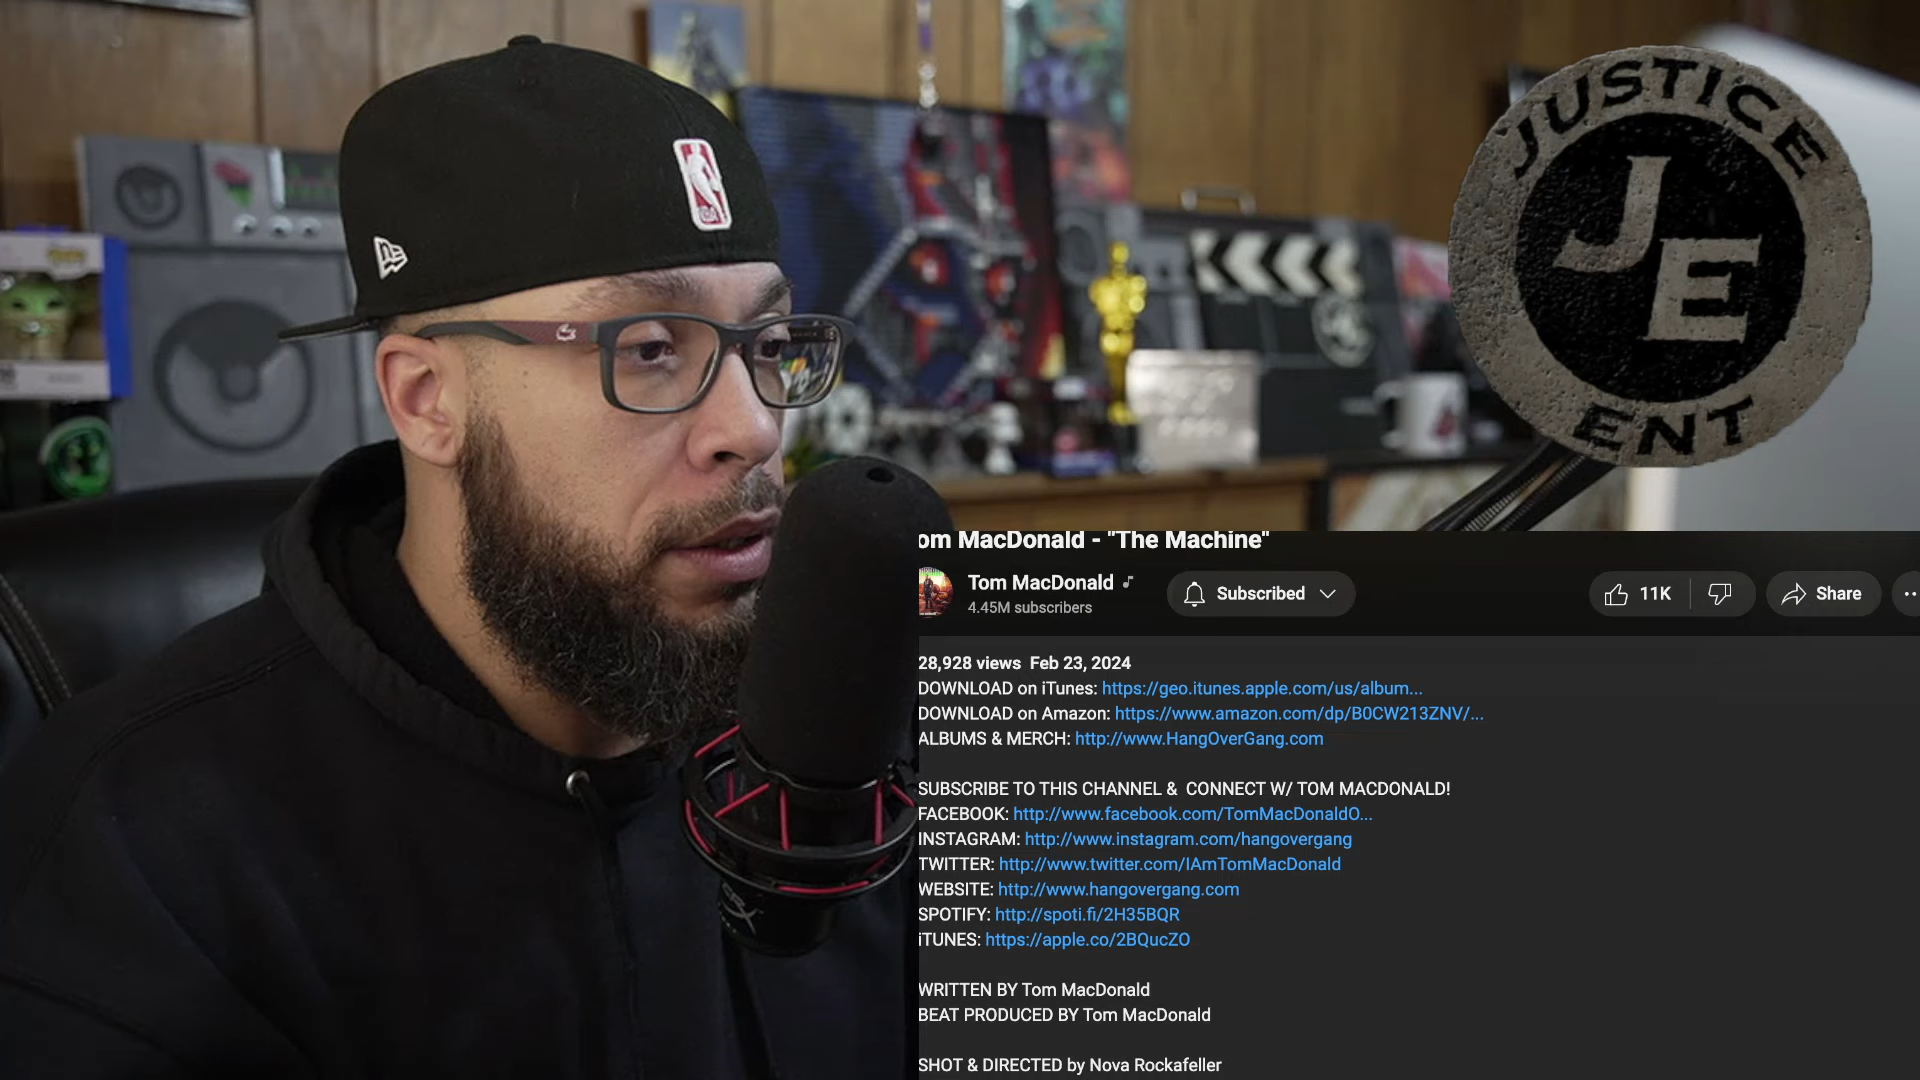 JUSTICE
JE
ENT
om MacDonald - "The Machine"
Tom MacDonald
4.45M subscribers
Subscribed
11K
Share
28,928 views Feb 23, 2024
DOWNLOAD on iTunes: https://geo.itunes.apple.com/us/album...
DOWNLOAD on Amazon: https://www.amazon.com/dp/B0CW213ZNV/...
ALBUMS & MERCH: http://www.HangOverGang.com
SUBSCRIBE TO THIS CHANNEL & CONNECT W/ TOM MACDONALD!
FACEBOOK: http://www.facebook.com/TomMacDonaldO...
INSTAGRAM: http://www.instagram.com/hangovergang
TWITTER: http://www.twitter.com/IAmTomMacDonald
WEBSITE: http://www.hangovergang.com
SPOTIFY: http://spoti.fi/2H35BQR
iTUNES: https://apple.co/2BQucZO
WRITTEN BY Tom MacDonald
BEAT PRODUCED BY Tom MacDonald
SHOT & DIRECTED by Nova Rockafeller